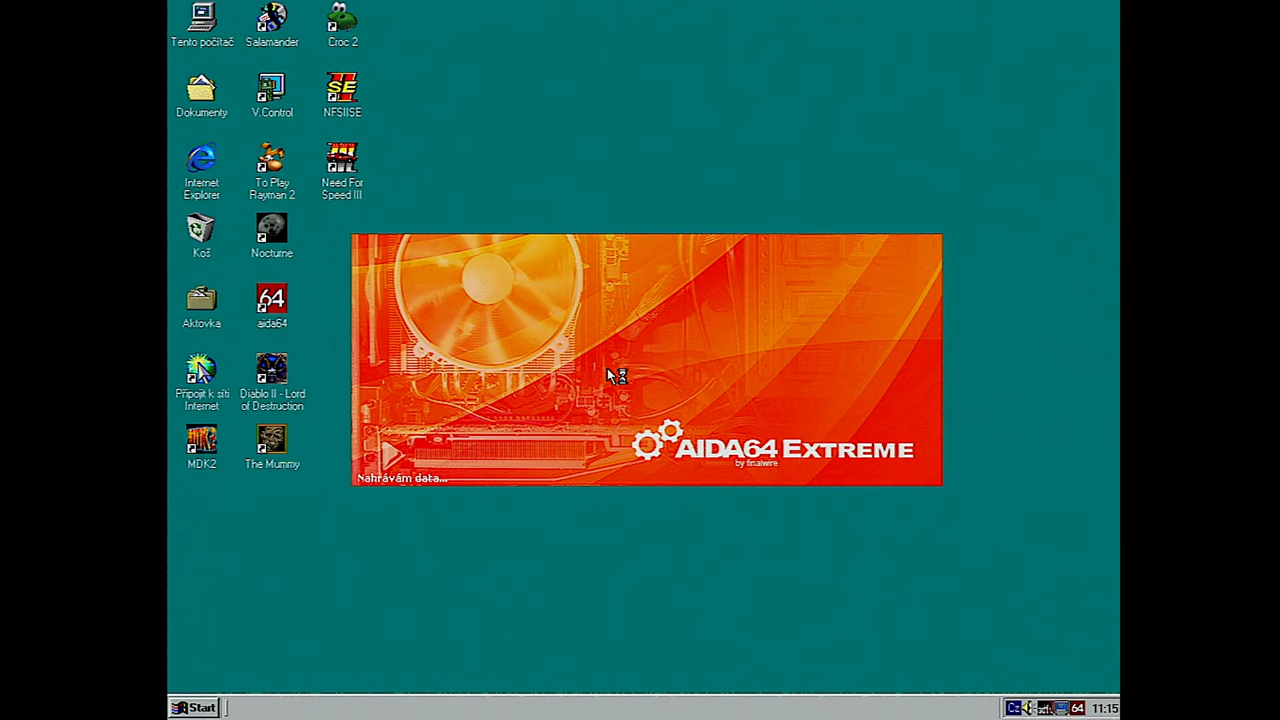 Tento počítač
Salamander
Croc 2
Dokumenty
V.Control
NFSIISE
Internet
Explorer
To Play
Rayman 2
Need For
Speed III
Koš
Nocturne
Aktovka
64
aida64
Připojit k síti
Internet
Diablo II - Lord
of Destruction
MDK2
The Mummy
AIDA64 EXTREME
by finalwire
Nahrávám data...
Start
Cz
64
11:15